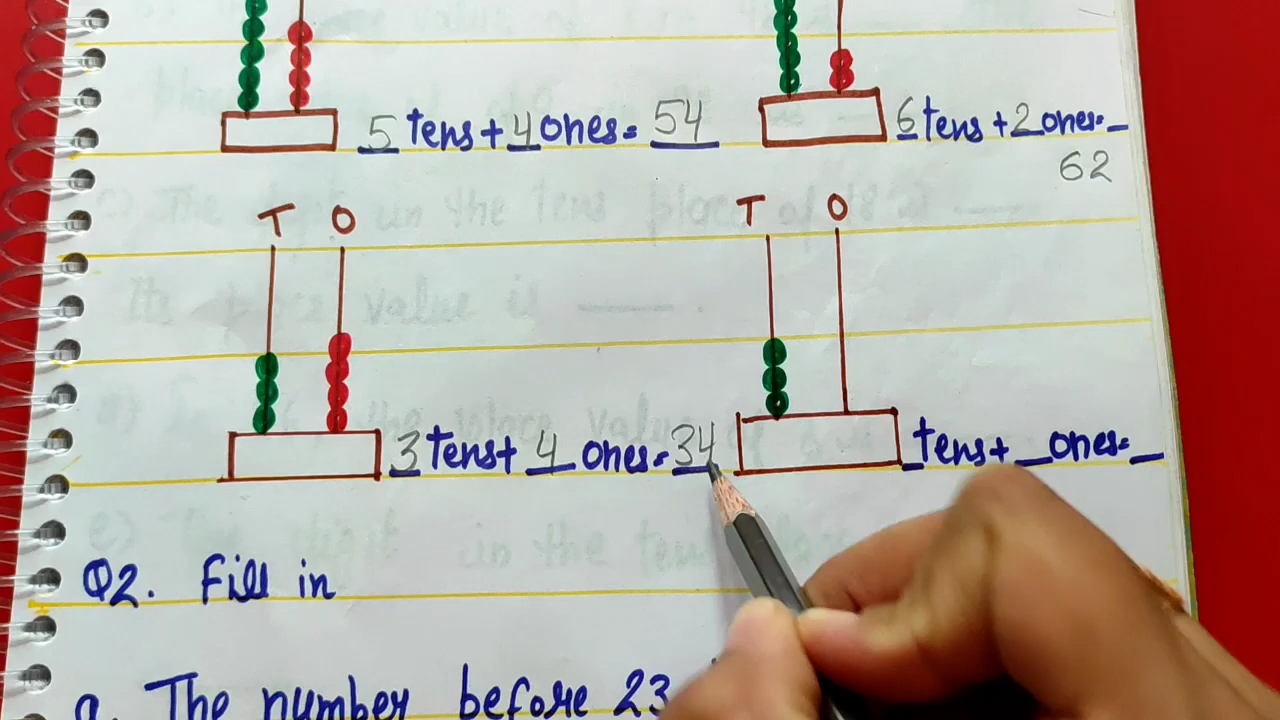 5 tens + 4 ones = 54
6 tens + 2 ones = _
62
T O
T O
3 Tens + 4 ones = 34
_ tens + _ ones = _
Q2. Fill in
a. The number before 23